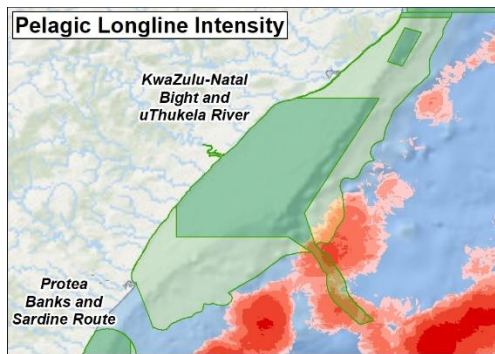 Pelagic Longline Intensity
KwaZulu-Natal
Bight and
uThukela River
Protea
Banks and
Sardine Route